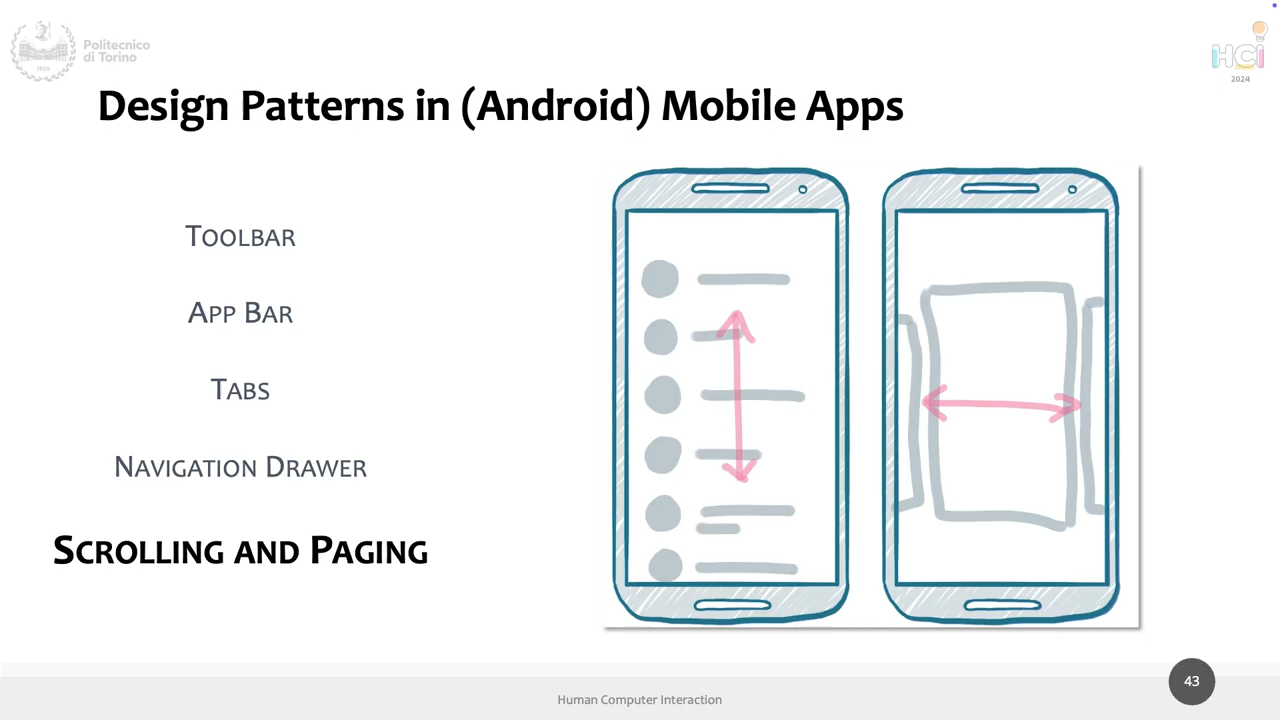 Politecnico
di Torino
1859
HCI
2024
Design Patterns in (Android) Mobile Apps
Toolbar
App Bar
Tabs
Navigation Drawer
Scrolling and Paging
Human Computer Interaction
43